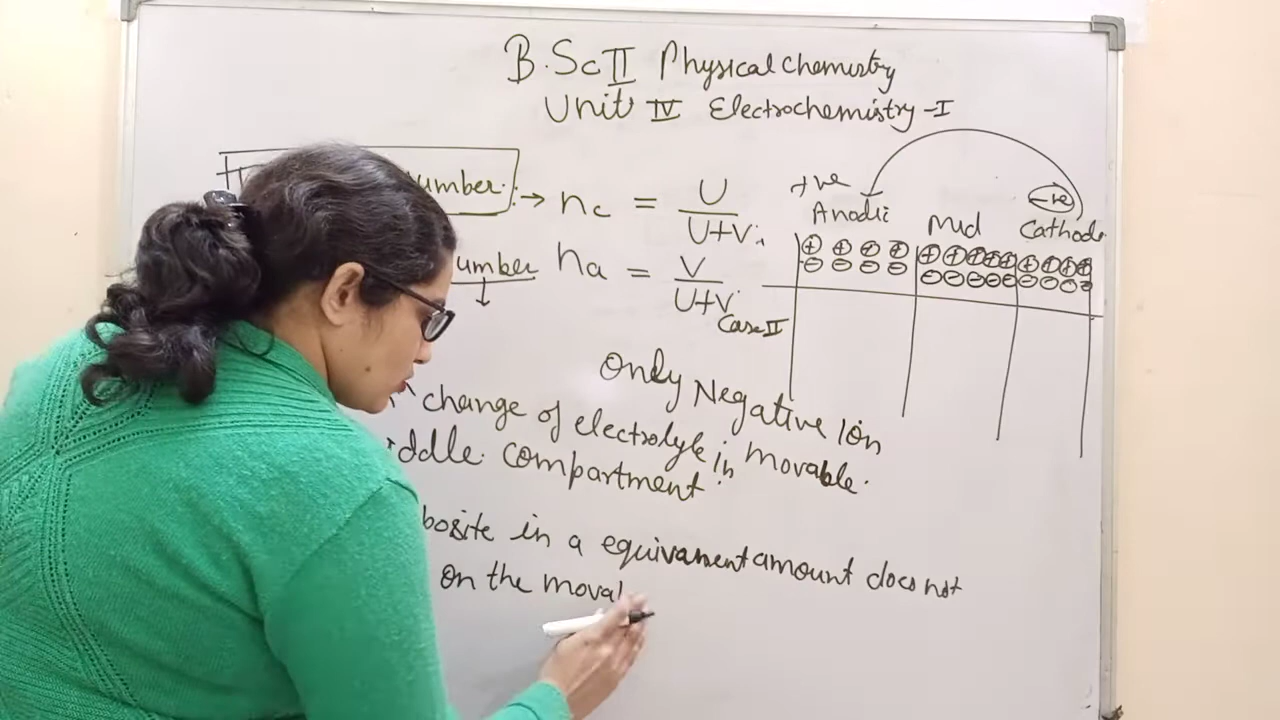 B.Sc II Physical Chemistry
Unit IV Electrochemistry-I
umber. → nc = U / U+V
umber na = V / U+V
Case II
+ve
Anodic
Mid
-ve
Cathode
Only Negative Ion
movable.
change of electrolyte in
ddle compartment.
bosite in a equivament amount does not
on the moval